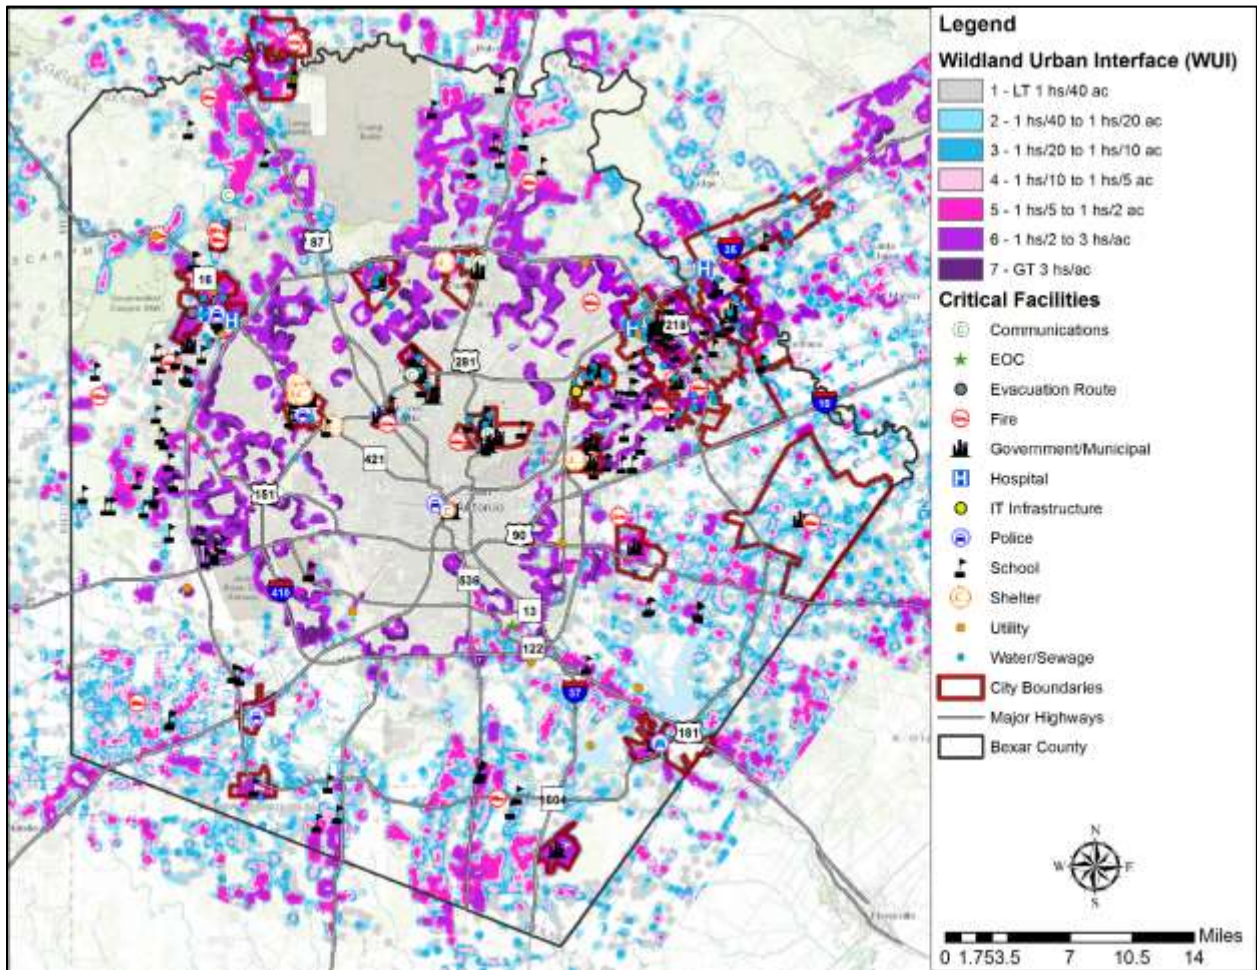 Legend
Wildland Urban Interface (WUI)
1 - LT 1 hs/40 ac
2 - 1 hs/40 to 1 hs/20 ac
3 - 1 hs/20 to 1 hs/10 ac
4 - 1 hs/10 to 1 hs/5 ac
5 - 1 hs/5 to 1 hs/2 ac
6 - 1 hs/2 to 3 hs/ac
7 - GT 3 hs/ac
Critical Facilities
C Communications
EOC
Evacuation Route
Fire
Government/Municipal
H Hospital
IT Infrastructure
Police
School
Shelter
Utility
Water/Sewage
City Boundaries
Major Highways
Bexar County
N
W E
S
Miles
0 1.75 3.5 7 10.5 14
87
35
16
H
H
H
218
281
10
421
151
90
410
536
13
122
37
181
1604